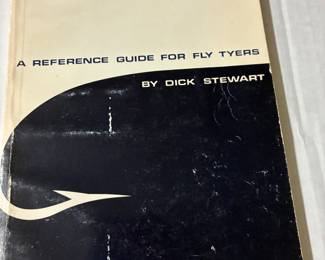 A REFERENCE GUIDE FOR FLY TYERS
BY DICK STEWART